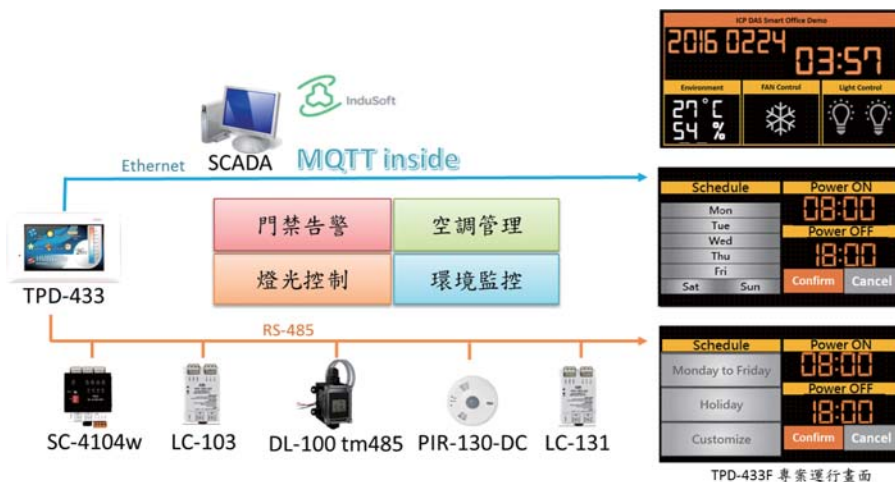 ICP DAS Smart Office Demo
2016 0224
03:57
Environment
FAN Control
Light Control
27°C
54 %
InduSoft
Ethernet
SCADA
MQTT inside
門禁告警
空調管理
燈光控制
環境監控
TPD-433
RS-485
SC-4104w
LC-103
DL-100 tm485
PIR-130-DC
LC-131
Schedule
Mon
Tue
Wed
Thu
Fri
Sat Sun
Power ON
08:00
Power OFF
18:00
Confirm Cancel
Schedule
Monday to Friday
Holiday
Customize
Power ON
08:00
Power OFF
18:00
Confirm Cancel
TPD-433F 專案運行畫面